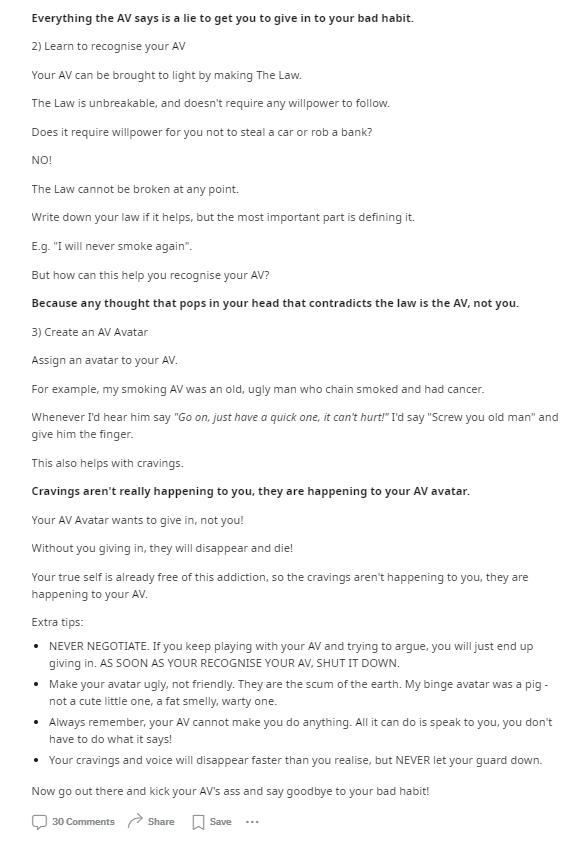 Everything the AV says is a lie to get you to give in to your bad habit.
2) Learn to recognise your AV
Your AV can be brought to light by making The Law.
The Law is unbreakable, and doesn't require any willpower to follow.
Does it require willpower for you not to steal a car or rob a bank?
NO!
The Law cannot be broken at any point.
Write down your law if it helps, but the most important part is defining it.
E.g. "I will never smoke again".
But how can this help you recognise your AV?
Because any thought that pops in your head that contradicts the law is the AV, not you.
3) Create an AV Avatar
Assign an avatar to your AV.
For example, my smoking AV was an old, ugly man who chain smoked and had cancer.
Whenever I'd hear him say "Go on, just have a quick one, it can't hurt!" I'd say "Screw you old man" and
give him the finger.
This also helps with cravings.
Cravings aren't really happening to you, they are happening to your AV avatar.
Your AV Avatar wants to give in, not you!
Without you giving in, they will disappear and die!
Your true self is already free of this addiction, so the cravings aren't happening to you, they are
happening to your AV.
Extra tips:
• NEVER NEGOTIATE. If you keep playing with your AV and trying to argue, you will just end up
giving in. AS SOON AS YOUR RECOGNISE YOUR AV, SHUT IT DOWN.
• Make your avatar ugly, not friendly. They are the scum of the earth. My binge avatar was a pig -
not a cute little one, a fat smelly, warty one.
• Always remember, your AV cannot make you do anything. All it can do is speak to you, you don't
have to do what it says!
• Your cravings and voice will disappear faster than you realise, but NEVER let your guard down.
Now go out there and kick your AV's ass and say goodbye to your bad habit!
30 Comments Share Save ...